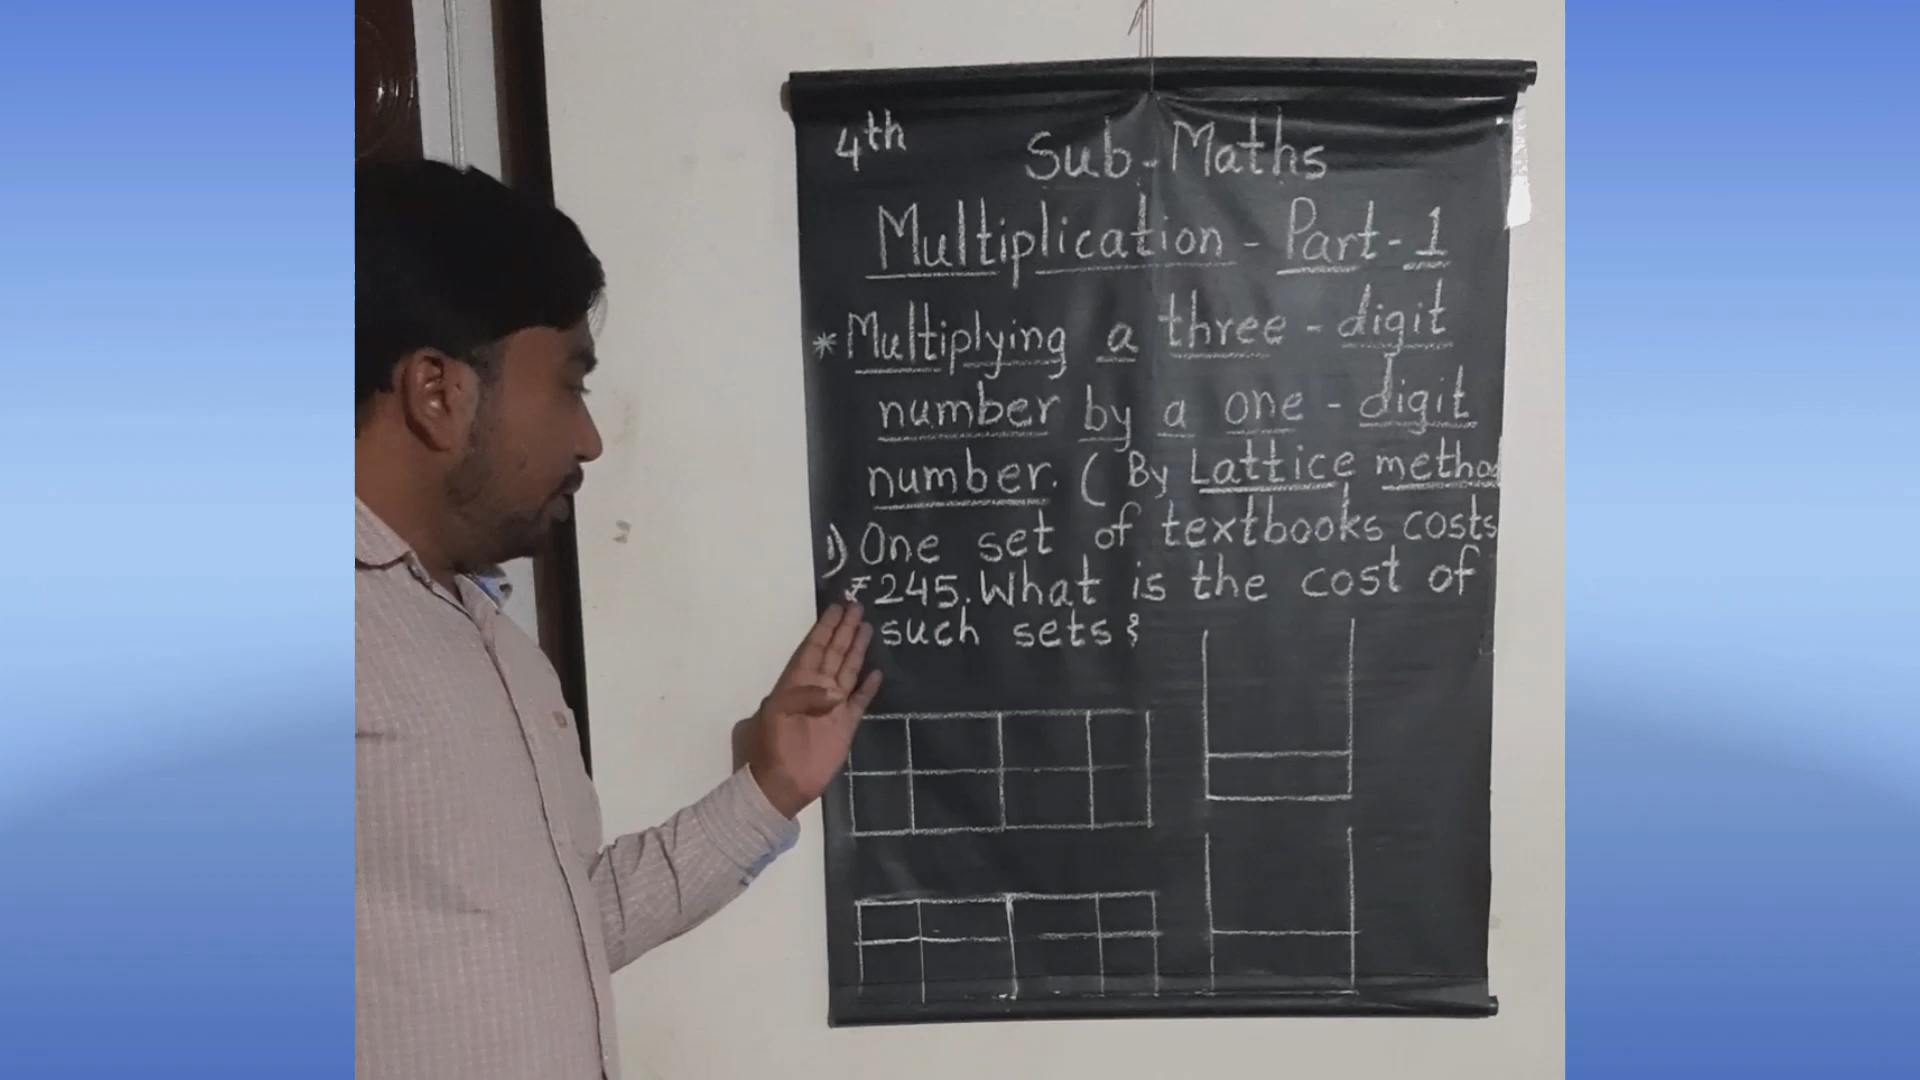 4th Sub-Maths
Multiplication - Part-1
* Multiplying a three-digit
number by a one-digit
number. (By Lattice method
1) One set of textbooks costs
₹245. What is the cost of
such sets?